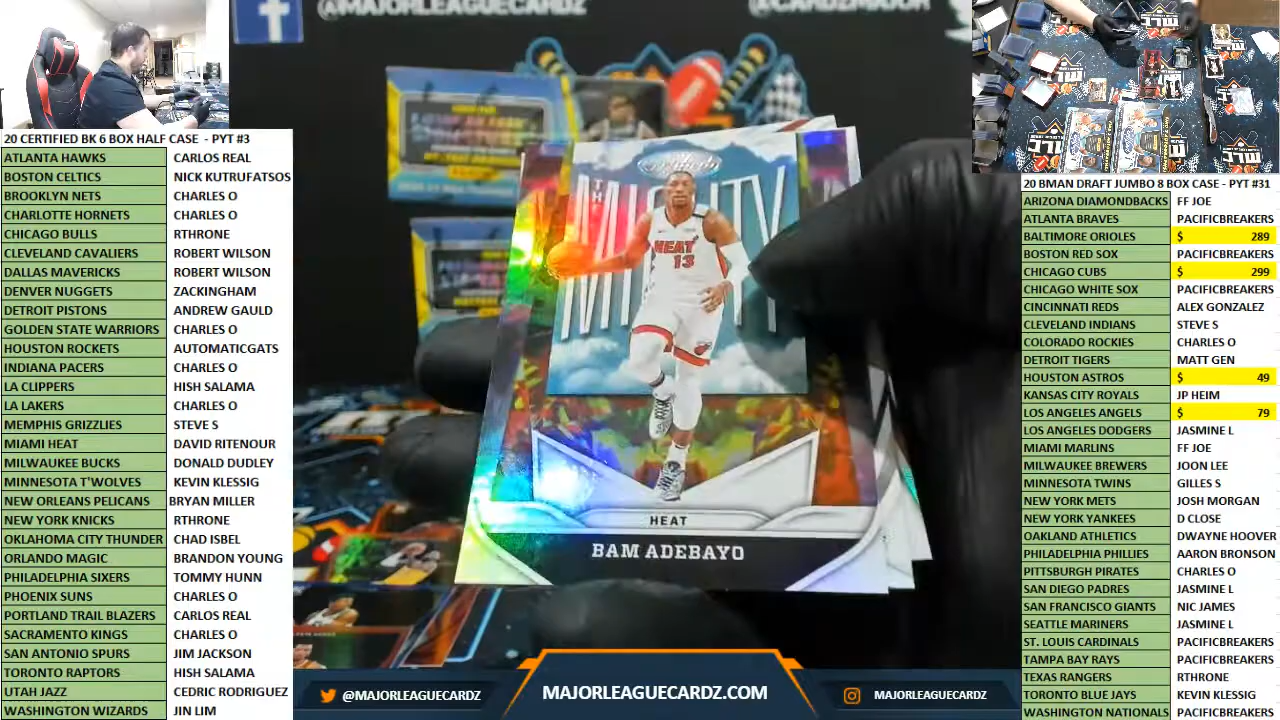 @MAJORLEAGUECARDZ
@CARDZMAJOR
20 CERTIFIED BK 6 BOX HALF CASE - PYT #3
ATLANTA HAWKS CARLOS REAL
BOSTON CELTICS NICK KUTRUFATSOS
BROOKLYN NETS CHARLES O
CHARLOTTE HORNETS CHARLES O
CHICAGO BULLS RTHRONE
CLEVELAND CAVALIERS ROBERT WILSON
DALLAS MAVERICKS ROBERT WILSON
DENVER NUGGETS ZACKINGHAM
DETROIT PISTONS ANDREW GAULD
GOLDEN STATE WARRIORS CHARLES O
HOUSTON ROCKETS AUTOMATICGATS
INDIANA PACERS CHARLES O
LA CLIPPERS HISH SALAMA
LA LAKERS CHARLES O
MEMPHIS GRIZZLIES STEVE S
MIAMI HEAT DAVID RITENOUR
MILWAUKEE BUCKS DONALD DUDLEY
MINNESOTA T'WOLVES KEVIN KLESSIG
NEW ORLEANS PELICANS BRYAN MILLER
NEW YORK KNICKS RTHRONE
OKLAHOMA CITY THUNDER CHAD ISBEL
ORLANDO MAGIC BRANDON YOUNG
PHILADELPHIA SIXERS TOMMY HUNN
PHOENIX SUNS CHARLES O
PORTLAND TRAIL BLAZERS CARLOS REAL
SACRAMENTO KINGS CHARLES O
SAN ANTONIO SPURS JIM JACKSON
TORONTO RAPTORS HISH SALAMA
UTAH JAZZ CEDRIC RODRIGUEZ
WASHINGTON WIZARDS JIN LIM
THE
MIGHTY
HEAT
13
HEAT
BAM ADEBAYO
@MAJORLEAGUECARDZ
MAJORLEAGUECARDZ.COM
MAJORLEAGUECARDZ
20 BMAN DRAFT JUMBO 8 BOX CASE - PYT #31
ARIZONA DIAMONDBACKS FF JOE
ATLANTA BRAVES PACIFICBREAKERS
BALTIMORE ORIOLES $ 289
BOSTON RED SOX PACIFICBREAKERS
CHICAGO CUBS $ 299
CHICAGO WHITE SOX PACIFICBREAKERS
CINCINNATI REDS ALEX GONZALEZ
CLEVELAND INDIANS STEVE S
COLORADO ROCKIES CHARLES O
DETROIT TIGERS MATT GEN
HOUSTON ASTROS $ 49
KANSAS CITY ROYALS JP HEIM
LOS ANGELES ANGELS $ 79
LOS ANGELES DODGERS JASMINE L
MIAMI MARLINS FF JOE
MILWAUKEE BREWERS JOON LEE
MINNESOTA TWINS GILLES S
NEW YORK METS JOSH MORGAN
NEW YORK YANKEES D CLOSE
OAKLAND ATHLETICS DWAYNE HOOVER
PHILADELPHIA PHILLIES AARON BRONSON
PITTSBURGH PIRATES CHARLES O
SAN DIEGO PADRES JASMINE L
SAN FRANCISCO GIANTS NIC JAMES
SEATTLE MARINERS JASMINE L
ST. LOUIS CARDINALS PACIFICBREAKERS
TAMPA BAY RAYS PACIFICBREAKERS
TEXAS RANGERS RTHRONE
TORONTO BLUE JAYS KEVIN KLESSIG
WASHINGTON NATIONALS PACIFICBREAKERS